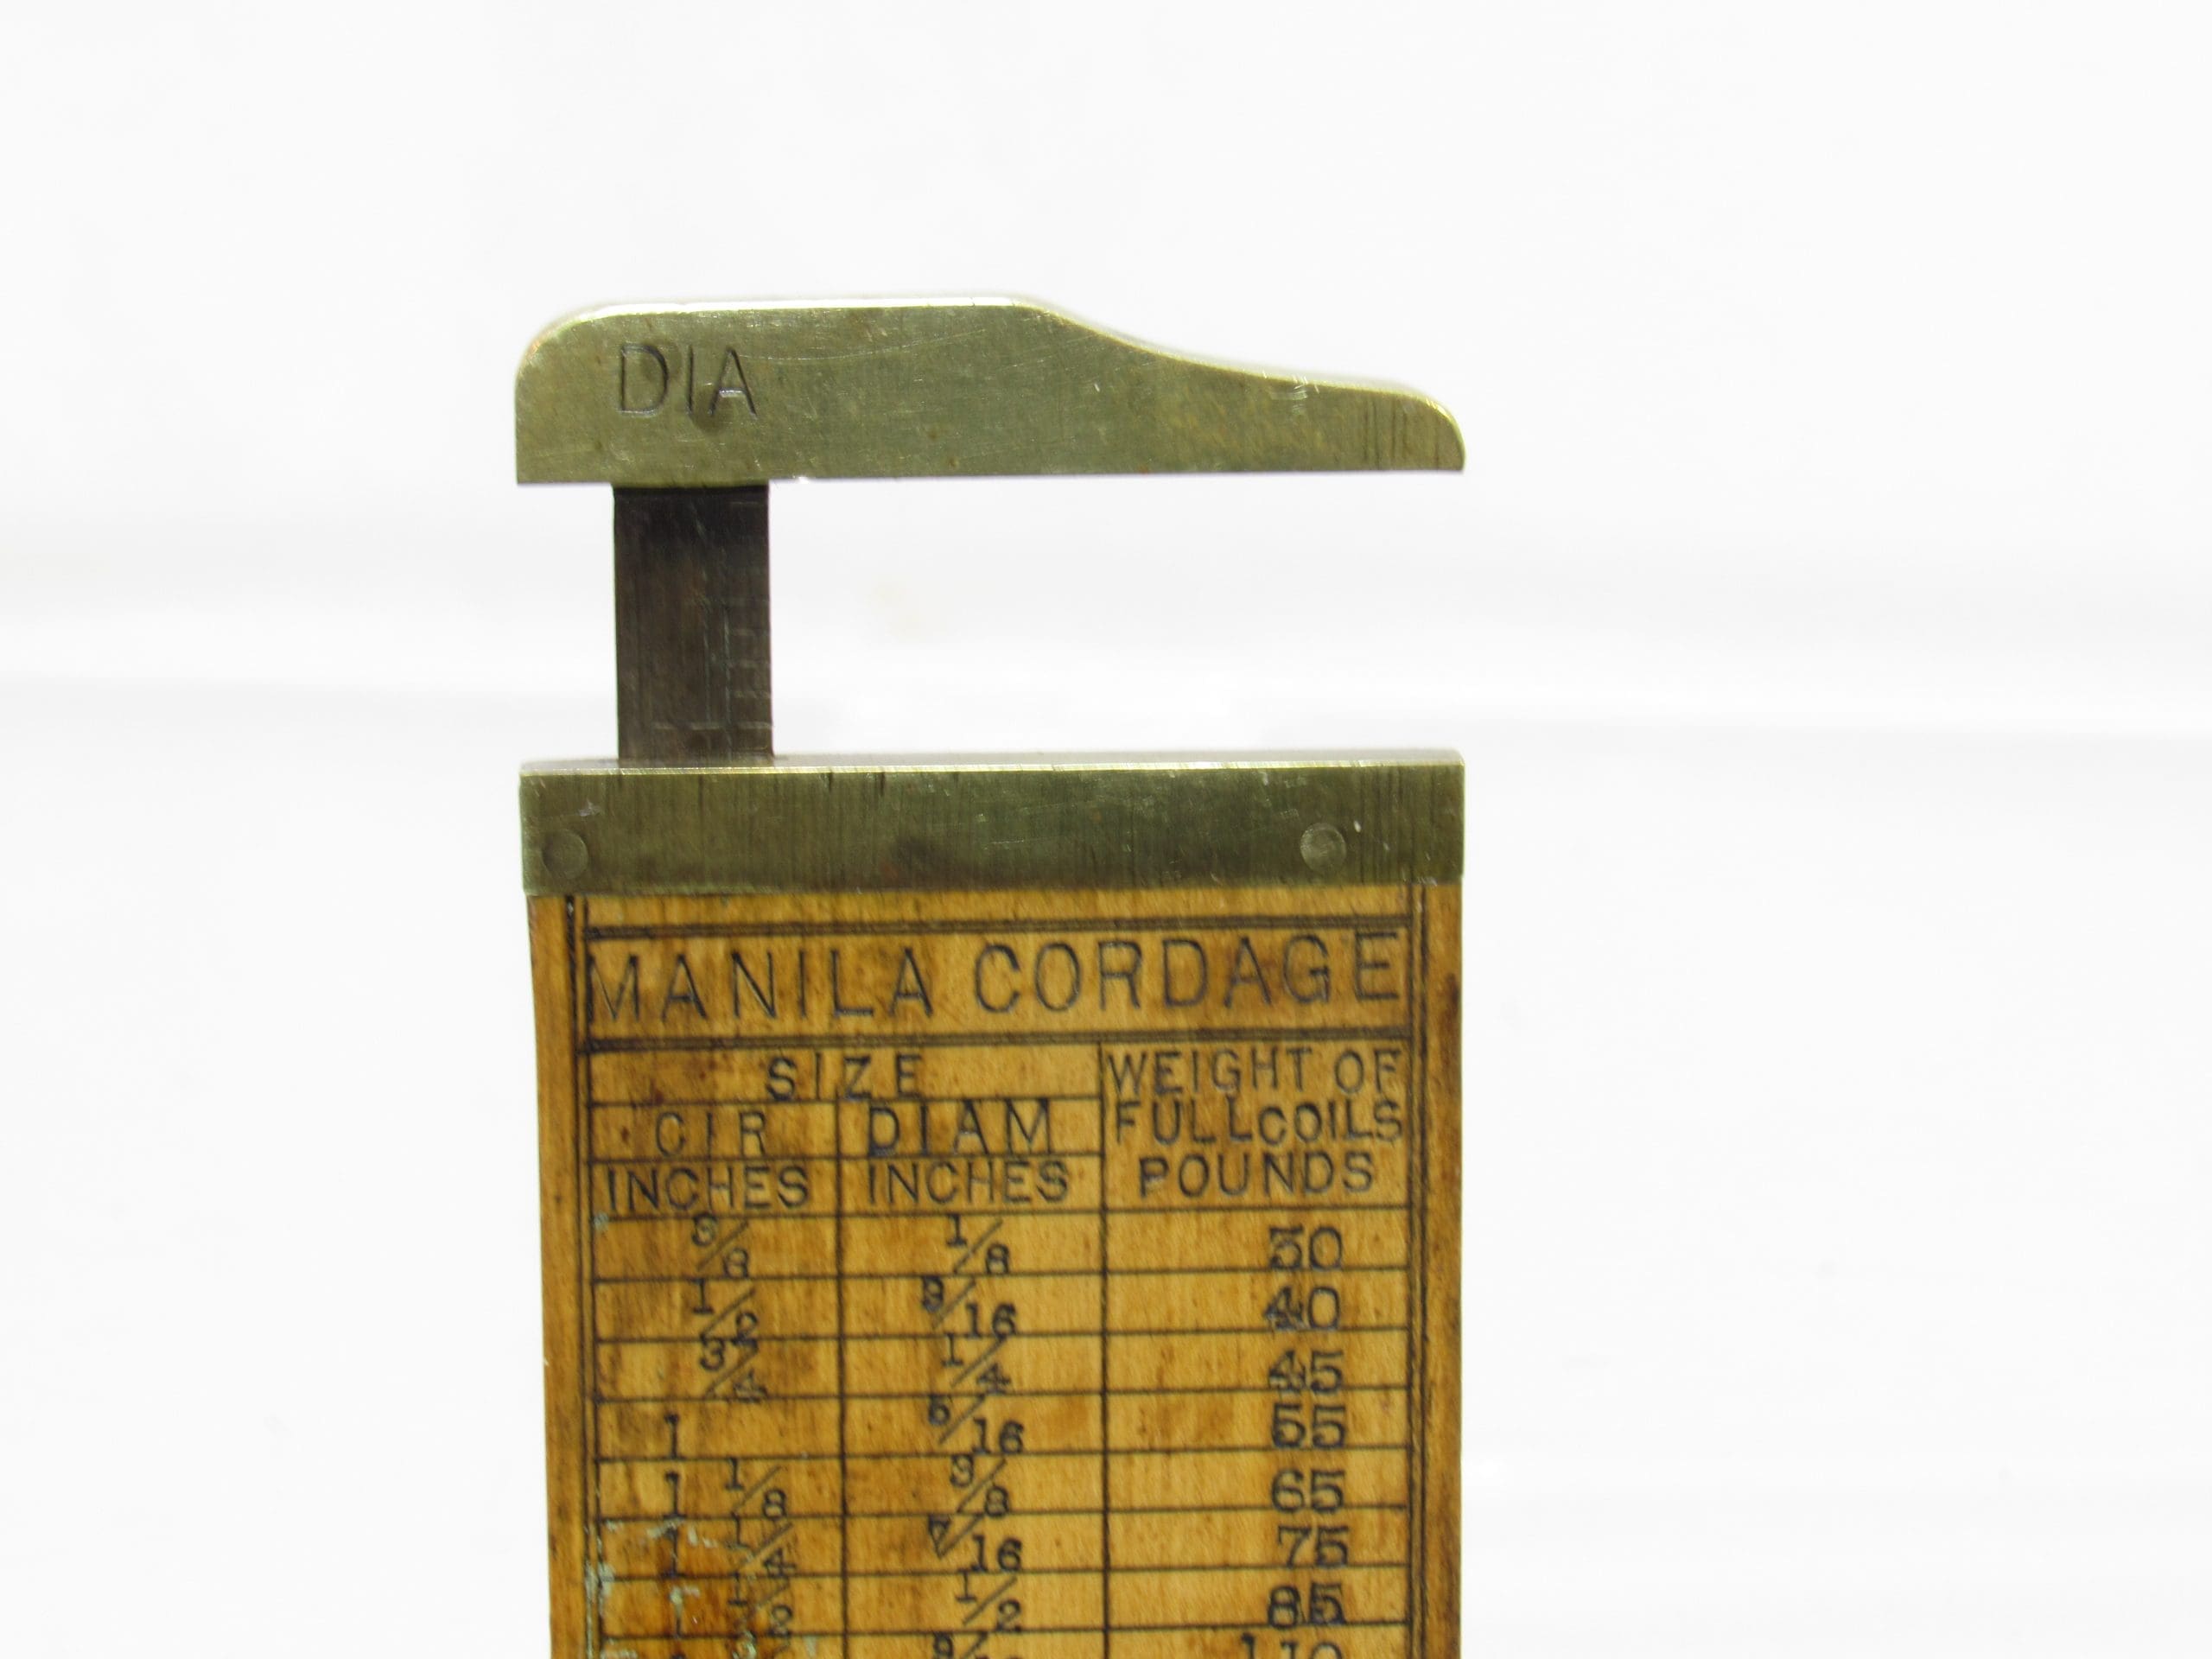 DIA
MANILA CORDAGE
SIZE WEIGHT OF
CIR DIAM FULL COILS
INCHES INCHES POUNDS
3/8 1/8 30
1/2 3/16 40
3/4 1/4 45
1 5/16 55
1 1/8 3/8 65
1 1/4 7/16 75
1 1/2 1/2 85